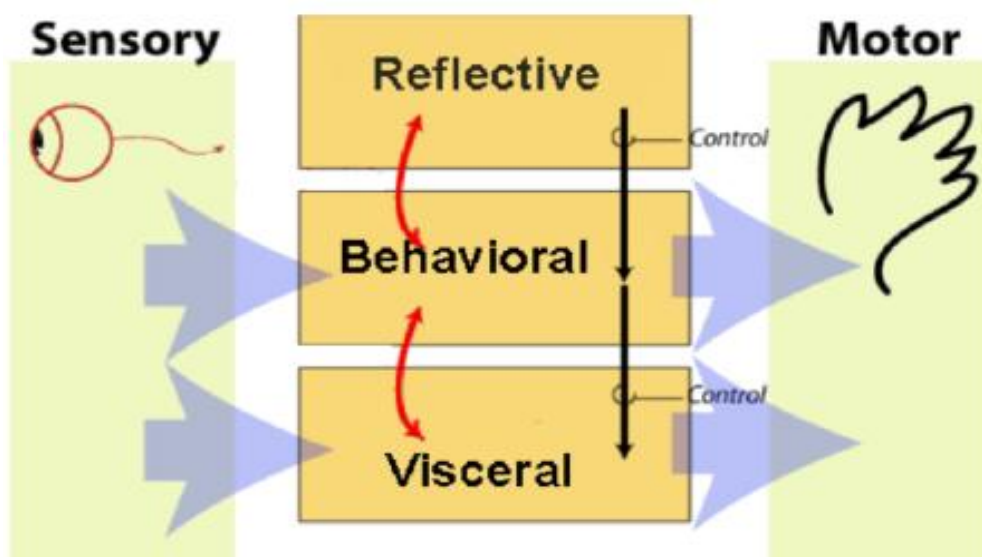 Sensory
Reflective
Motor
Control
Behavioral
Control
Visceral